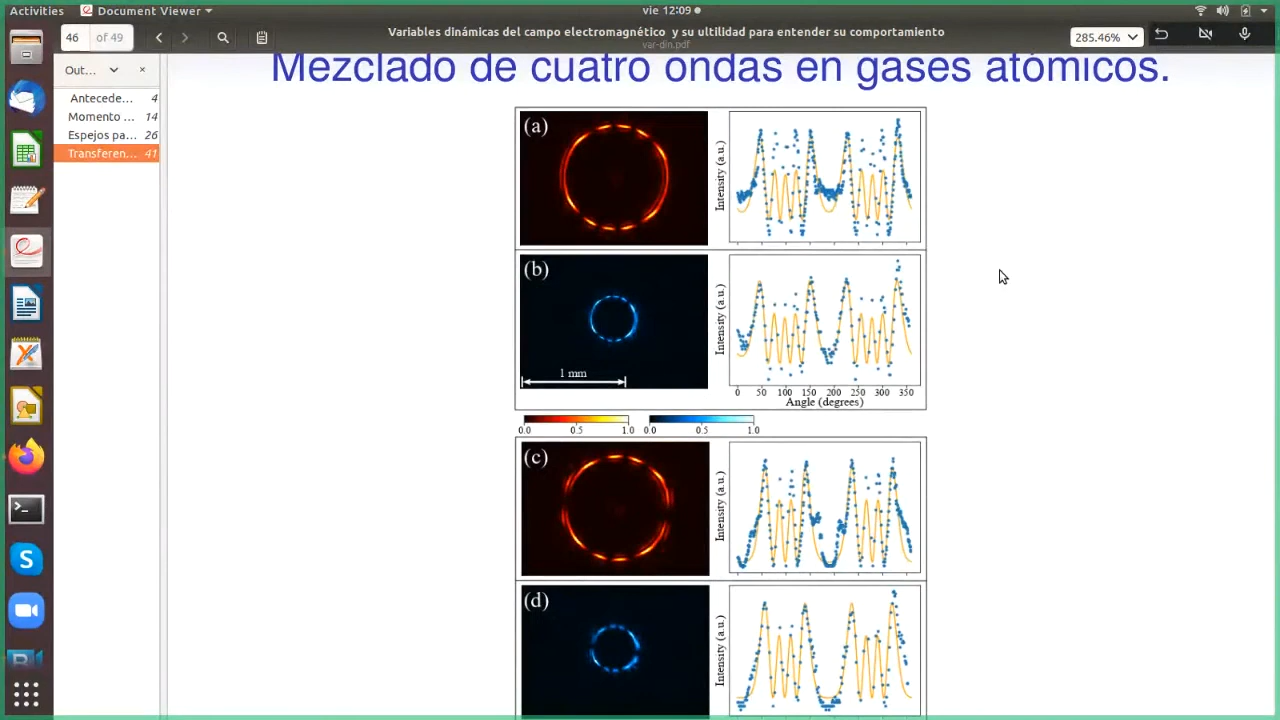 Activities
Document Viewer
vie 12:09
46 of 49
Variables dinámicas del campo electromagnético y su ultilidad para entender su comportamiento
var-din.pdf
285.46%
Out...
Antecede... 4
Momento ... 14
Espejos pa... 26
Transferen... 41
Mezclado de cuatro ondas en gases atómicos.
(a)
Intensity (a.u.)
(b)
1 mm
Intensity (a.u.)
0 50 100 150 200 250 300 350
Angle (degrees)
0.0 0.5 1.0
0.0 0.5 1.0
(c)
Intensity (a.u.)
(d)
Intensity (a.u.)